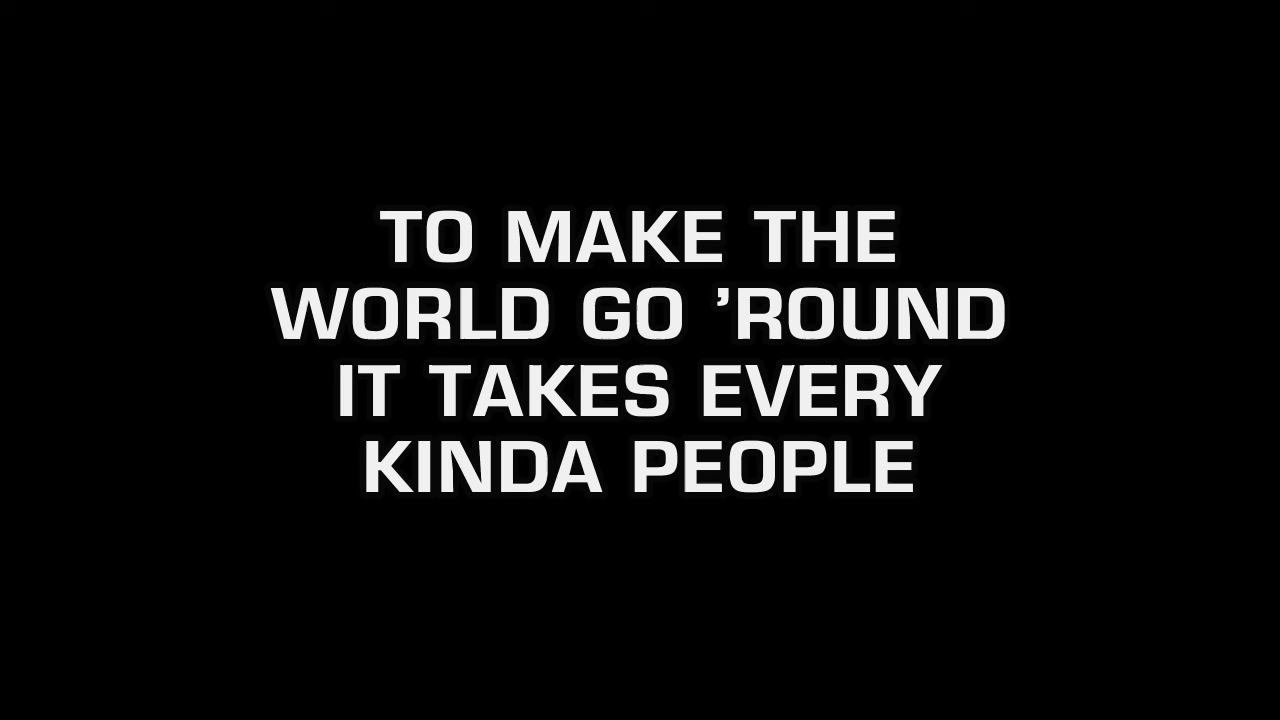 TO MAKE THE
WORLD GO ’ROUND
IT TAKES EVERY
KINDA PEOPLE